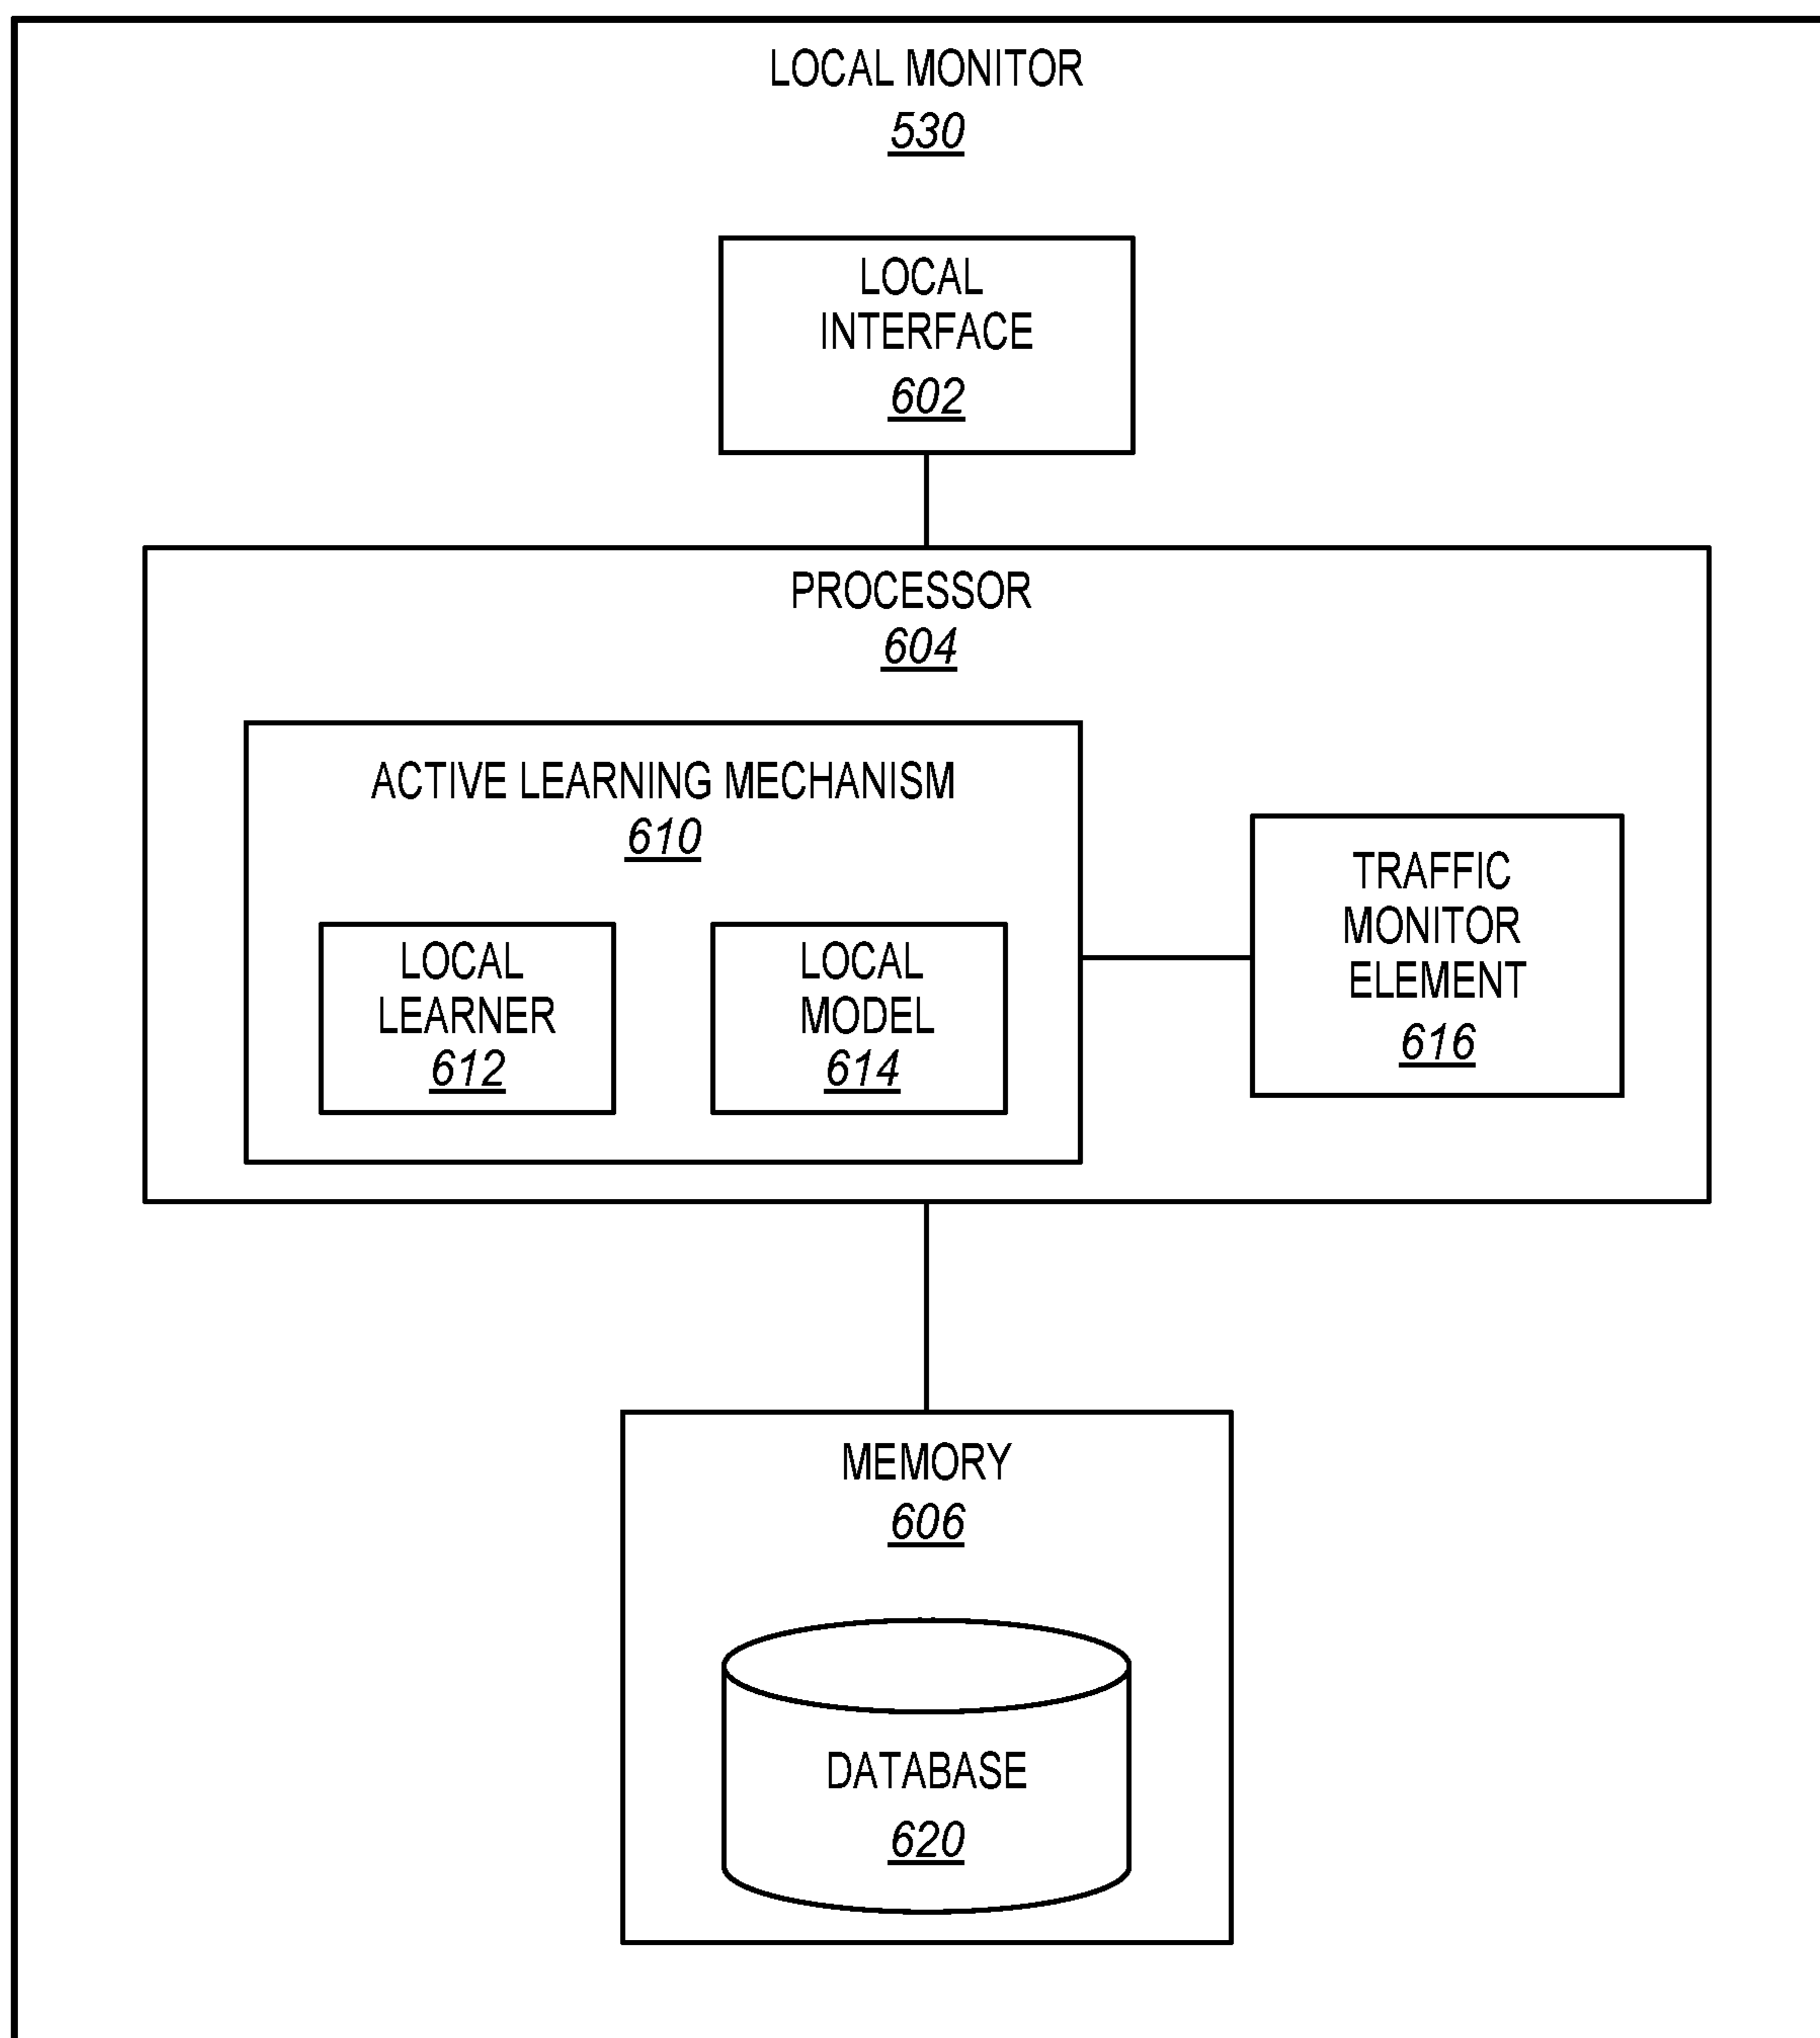 LOCAL MONITOR
530
LOCAL
INTERFACE
602
PROCESSOR
604
ACTIVE LEARNING MECHANISM
610
LOCAL
LEARNER
612
LOCAL
MODEL
614
TRAFFIC
MONITOR
ELEMENT
616
MEMORY
606
DATABASE
620